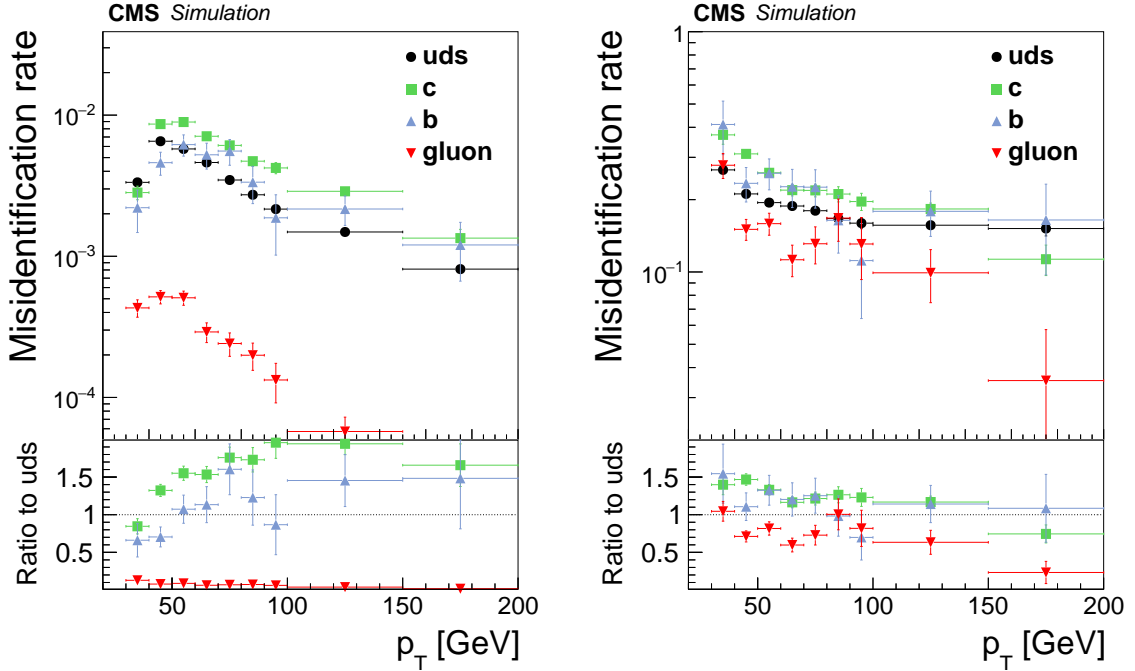 CMS Simulation
Misidentification rate
10−2
10−3
10−4
uds
c
b
gluon
Ratio to uds
1.5
1
0.5
50 100 150 200
pT [GeV]
CMS Simulation
Misidentification rate
1
10−1
uds
c
b
gluon
Ratio to uds
1.5
1
0.5
50 100 150 200
pT [GeV]